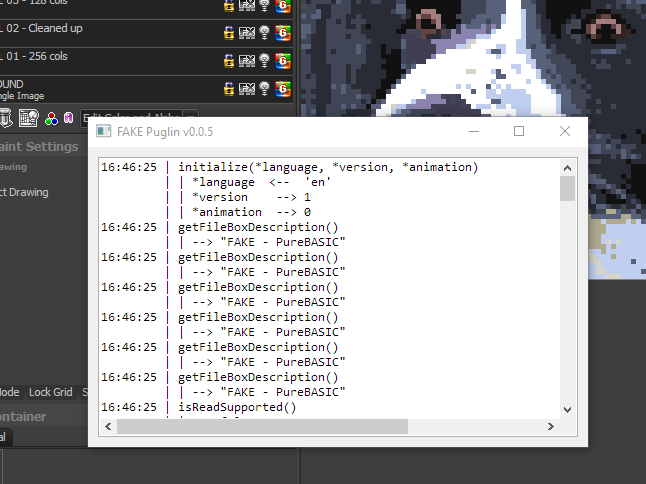 03 - 128 cols
02 - Cleaned up
01 - 256 cols
OUND
ngle Image
Edit Color and Alpha
aint Settings
rawing
ct Drawing
ode Lock Grid S
ontainer
al
FAKE Puglin v0.0.5
16:46:25 | initialize(*language, *version, *animation)
| | *language <-- 'en'
| | *version --> 1
| | *animation --> 0
16:46:25 | getFileBoxDescription()
| | --> "FAKE - PureBASIC"
16:46:25 | getFileBoxDescription()
| | --> "FAKE - PureBASIC"
16:46:25 | getFileBoxDescription()
| | --> "FAKE - PureBASIC"
16:46:25 | getFileBoxDescription()
| | --> "FAKE - PureBASIC"
16:46:25 | getFileBoxDescription()
| | --> "FAKE - PureBASIC"
16:46:25 | getFileBoxDescription()
| | --> "FAKE - PureBASIC"
16:46:25 | isReadSupported()